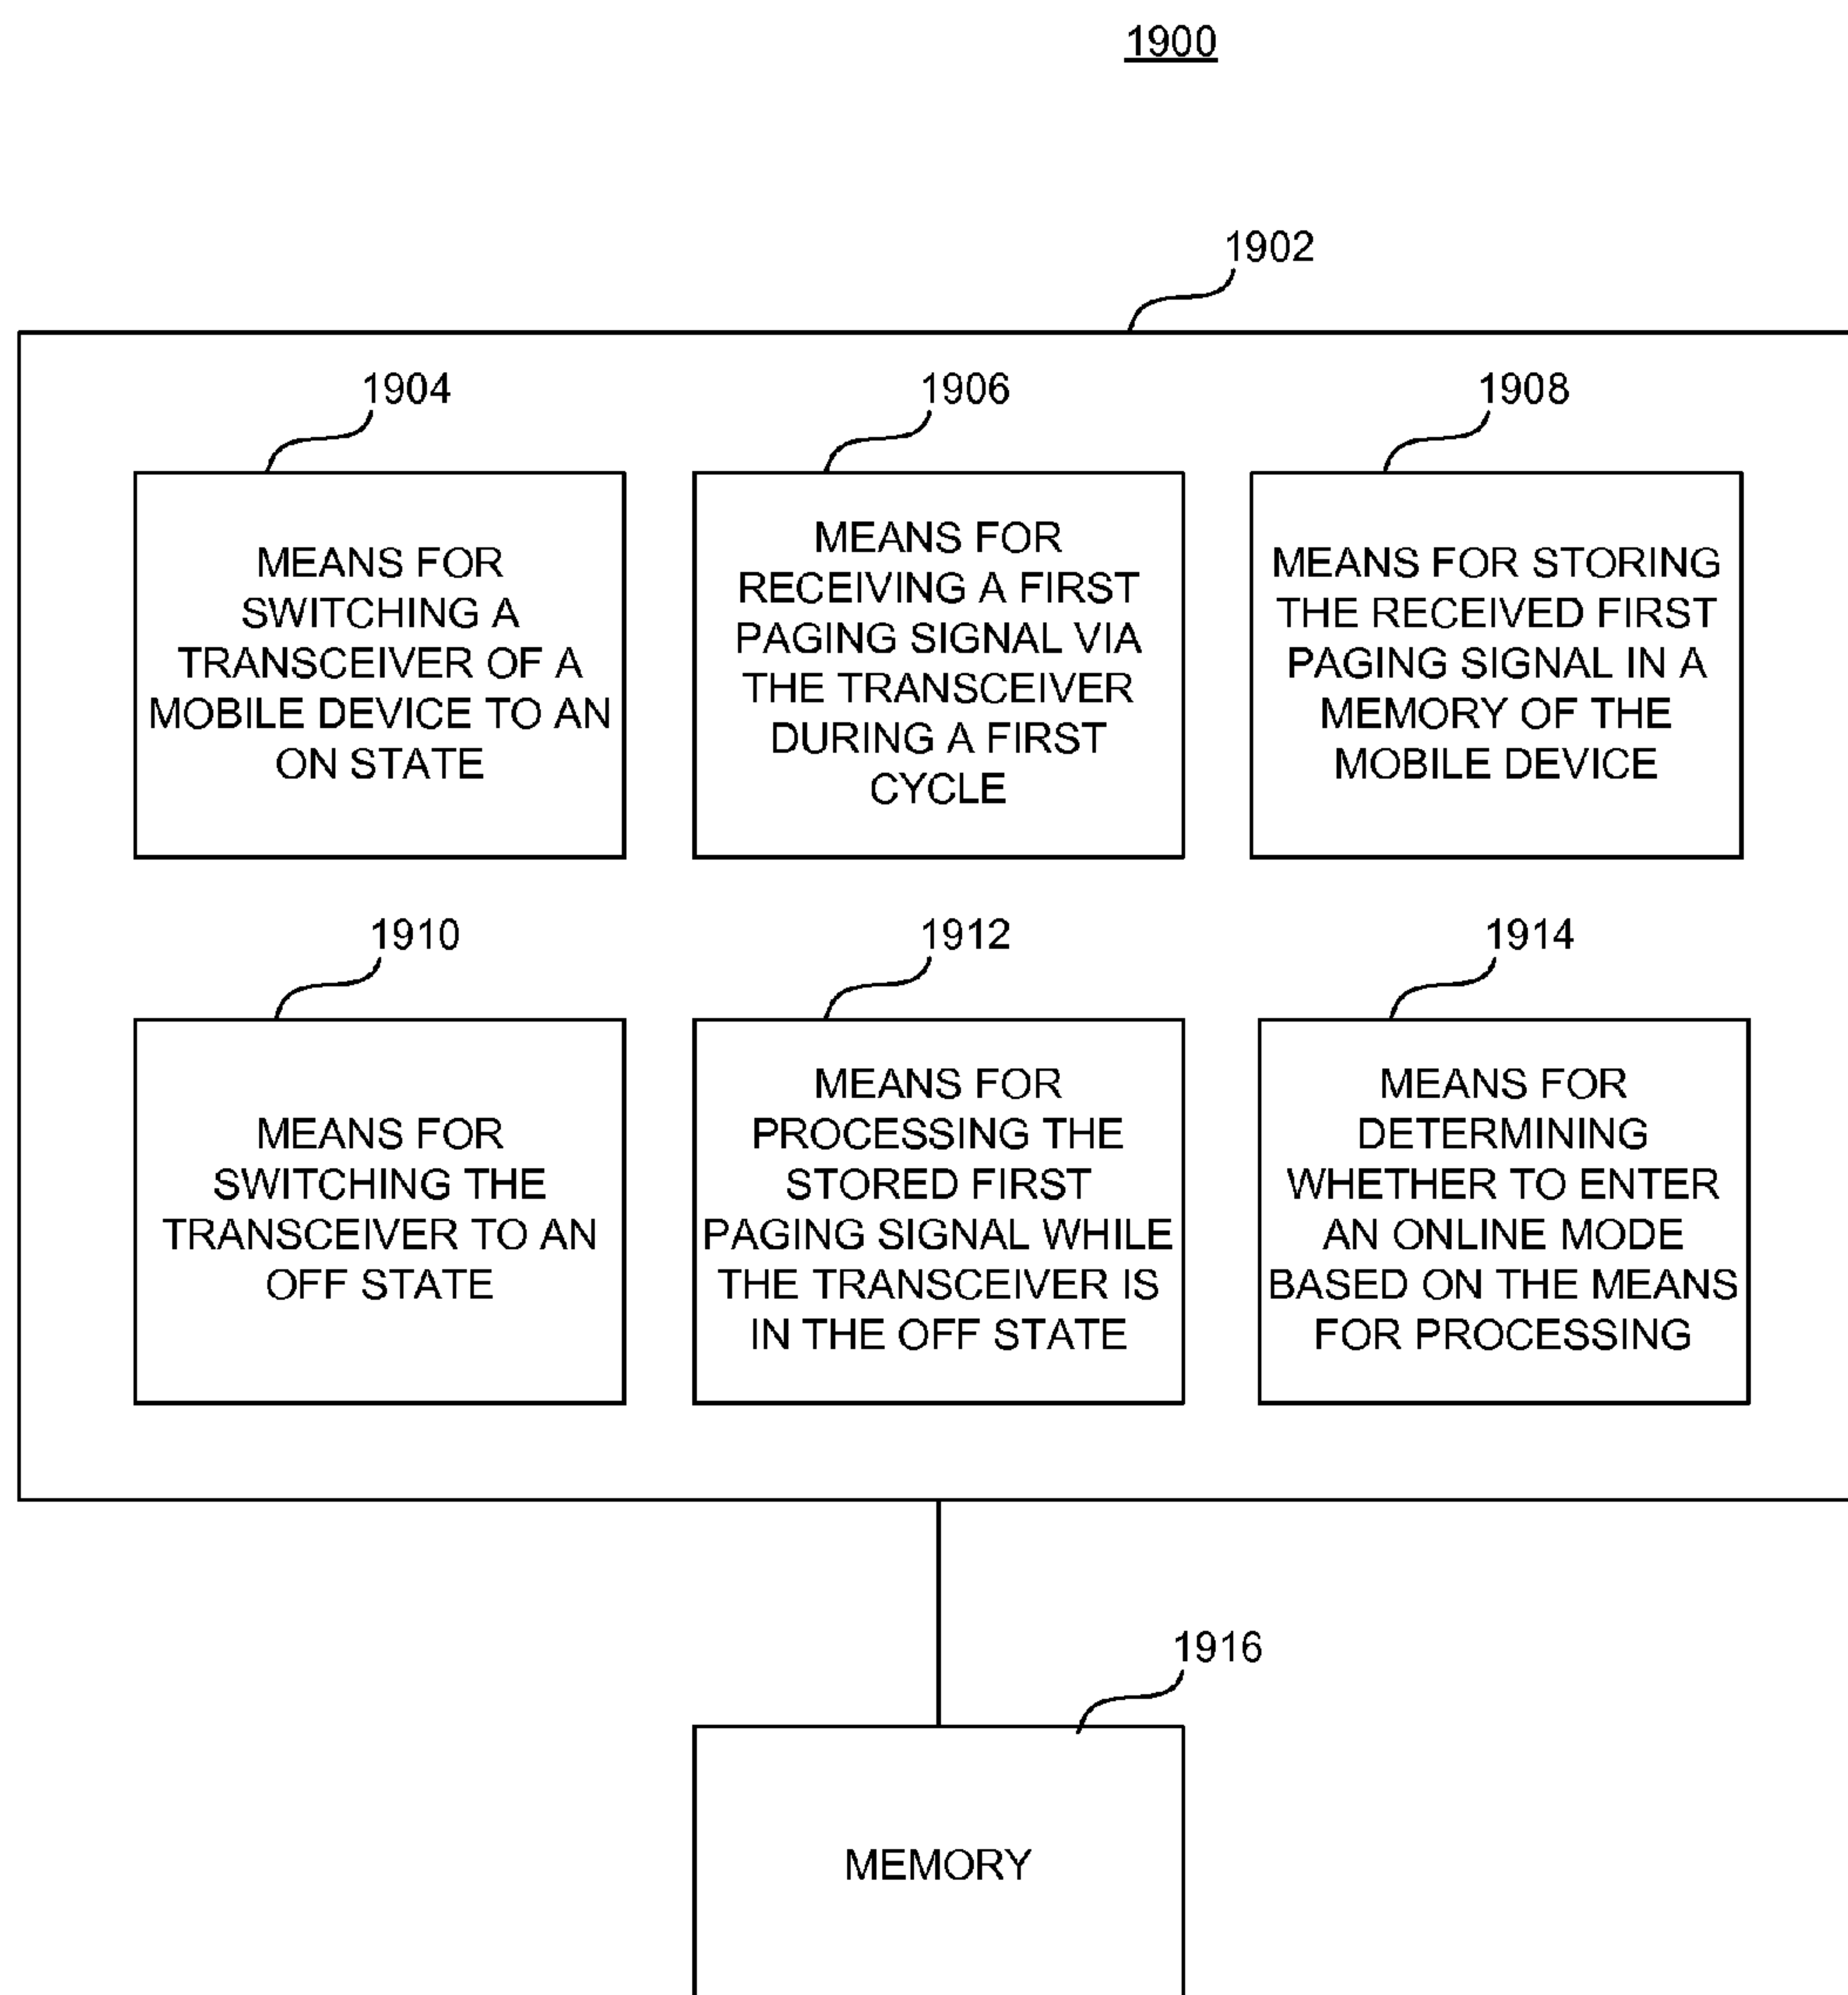 1900
1902
1904
MEANS FOR
SWITCHING A
TRANSCEIVER OF A
MOBILE DEVICE TO AN
ON STATE
1906
MEANS FOR
RECEIVING A FIRST
PAGING SIGNAL VIA
THE TRANSCEIVER
DURING A FIRST
CYCLE
1908
MEANS FOR STORING
THE RECEIVED FIRST
PAGING SIGNAL IN A
MEMORY OF THE
MOBILE DEVICE
1910
MEANS FOR
SWITCHING THE
TRANSCEIVER TO AN
OFF STATE
1912
MEANS FOR
PROCESSING THE
STORED FIRST
PAGING SIGNAL WHILE
THE TRANSCEIVER IS
IN THE OFF STATE
1914
MEANS FOR
DETERMINING
WHETHER TO ENTER
AN ONLINE MODE
BASED ON THE MEANS
FOR PROCESSING
1916
MEMORY